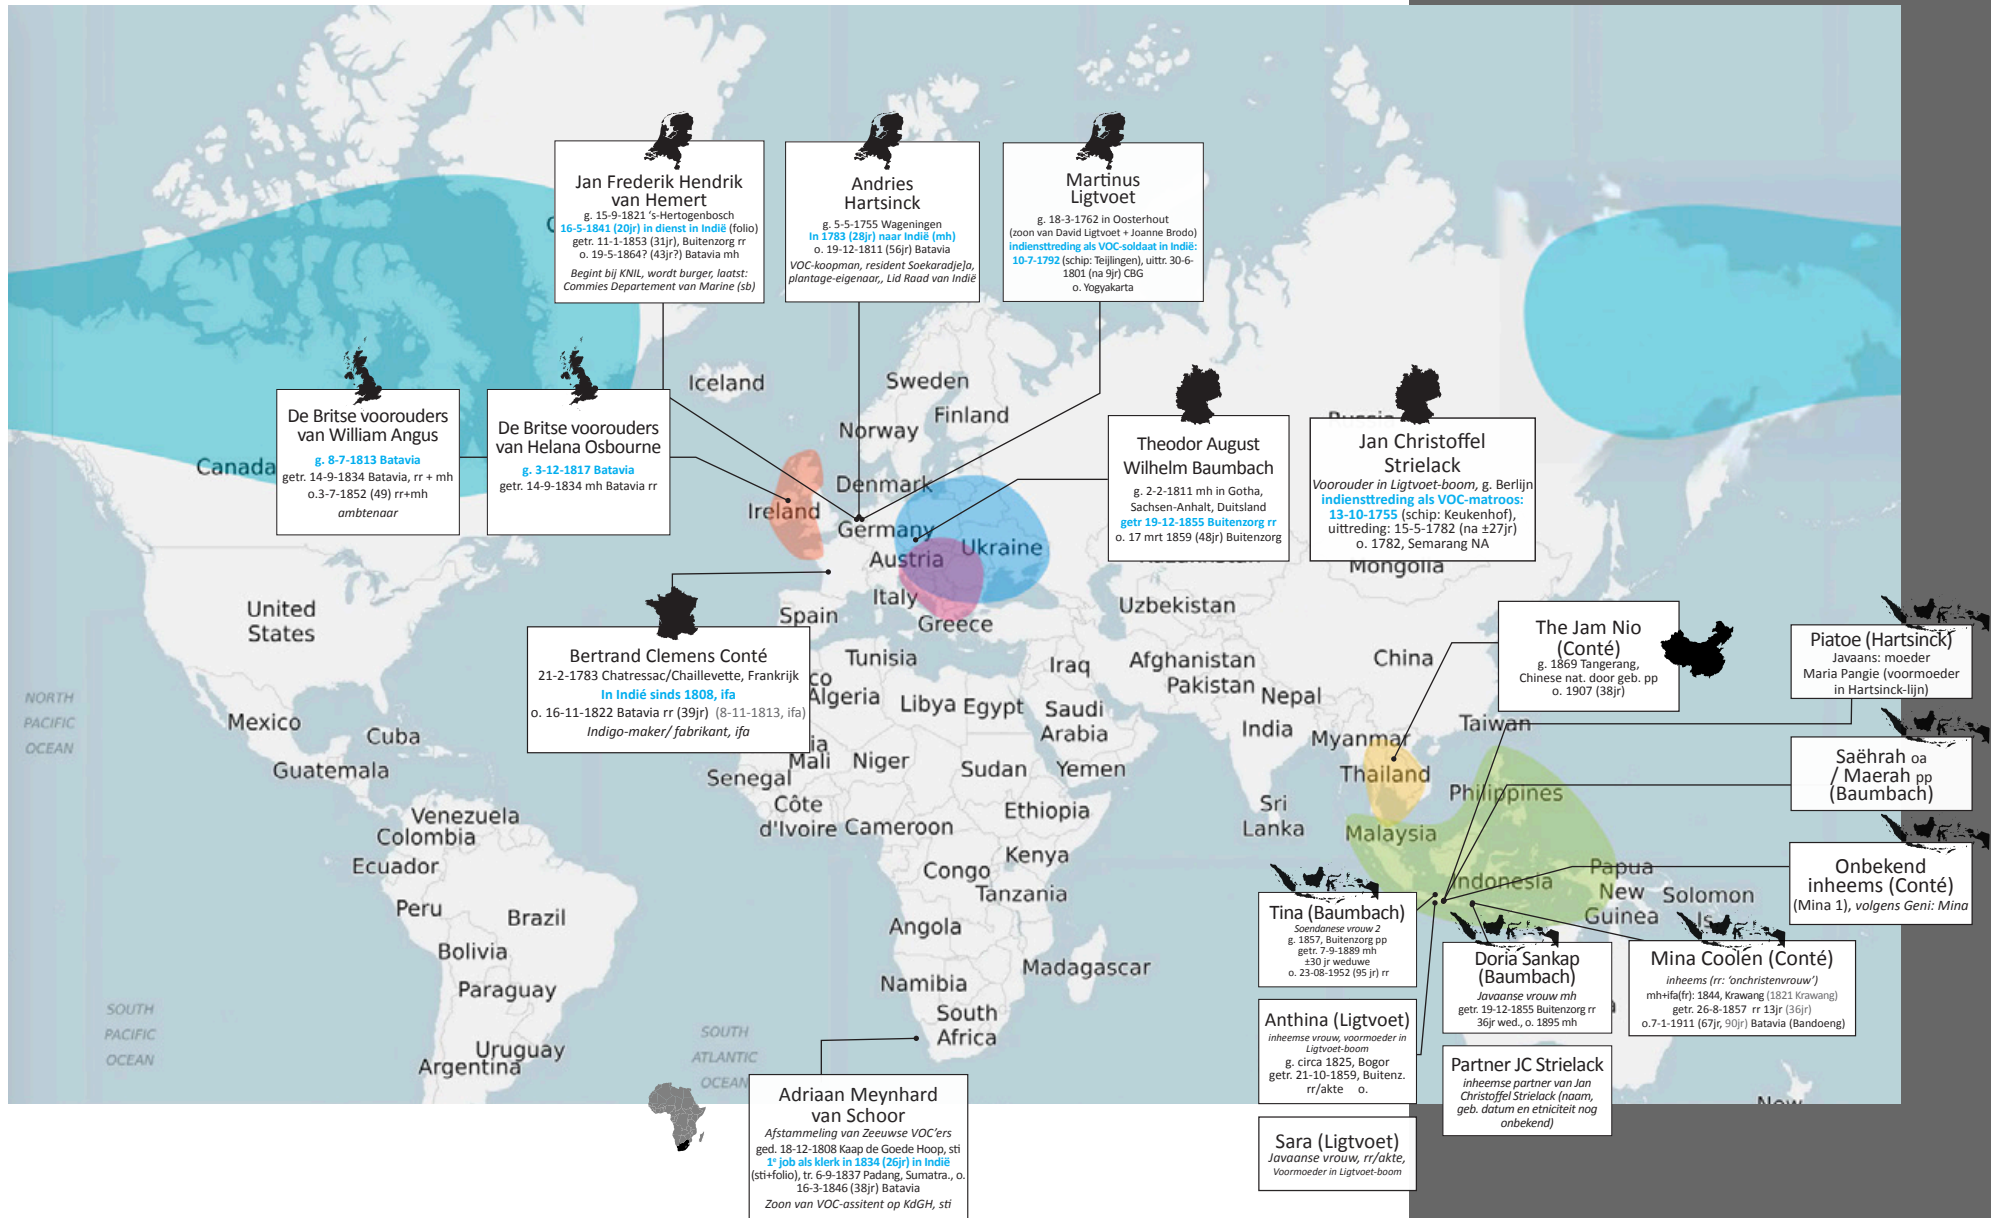 Jan Frederik Hendrik
van Hemert
g. 15-9-1821 's-Hertogenbosch
16-5-1841 (20jr) in dienst in Indië (folio)
getr. 11-1-1853 (31jr), Buitenzorg rr
o. 19-5-1864? (43jr?) Batavia mh
Begint bij KNIL, wordt burger, laatst:
Commies Departement van Marine (sb)
Andries
Hartsinck
g. 5-5-1755 Wageningen
In 1783 (28jr) naar Indië (mh)
o. 19-12-1811 (56jr) Batavia
VOC-koopman, resident Soekaradje]a,
plantage-eigenaar,, Lid Raad van Indië
Martinus
Ligtvoet
g. 18-3-1762 in Oosterhout
(zoon van David Ligtvoet + Joanne Brodo)
indiensttreding als VOC-soldaat in Indië:
10-7-1792 (schip: Teijlingen), uittr. 30-6-
1801 (na 9jr) CBG
o. Yogyakarta
De Britse voorouders
van William Angus
g. 8-7-1813 Batavia
getr. 14-9-1834 Batavia, rr + mh
o.3-7-1852 (49) rr+mh
ambtenaar
De Britse voorouders
van Helana Osbourne
g. 3-12-1817 Batavia
getr. 14-9-1834 mh Batavia rr
Theodor August
Wilhelm Baumbach
g. 2-2-1811 mh in Gotha,
Sachsen-Anhalt, Duitsland
getr 19-12-1855 Buitenzorg rr
o. 17 mrt 1859 (48jr) Buitenzorg
Jan Christoffel
Strielack
Voorouder in Ligtvoet-boom, g. Berlijn
indiensttreding als VOC-matroos:
13-10-1755 (schip: Keukenhof),
uittreding: 15-5-1782 (na ±27jr)
o. 1782, Semarang NA
Bertrand Clemens Conté
21-2-1783 Chatressac/Chaillevette, Frankrijk
In Indié sinds 1808, ifa
o. 16-11-1822 Batavia rr (39jr) (8-11-1813, ifa)
Indigo-maker/ fabrikant, ifa
The Jam Nio
(Conté)
g. 1869 Tangerang,
Chinese nat. door geb. pp
o. 1907 (38jr)
Piatoe (Hartsinck)
Javaans: moeder
Maria Pangie (voormoeder
in Hartsinck-lijn)
Saëhrah oa
/ Maerah pp
(Baumbach)
Onbekend
inheems (Conté)
(Mina 1), volgens Geni: Mina
Tina (Baumbach)
Soendanese vrouw 2
g. 1857, Buitenzorg pp
getr. 7-9-1889 mh
±30 jr weduwe
o. 23-08-1952 (95 jr) rr
Doria Sankap
(Baumbach)
Javaanse vrouw mh
getr. 19-12-1855 Buitenzorg rr
36jr wed., o. 1895 mh
Mina Coolen (Conté)
inheems (rr: 'onchristenvrouw')
mh+ifa(fr): 1844, Krawang (1821 Krawang)
getr. 26-8-1857 rr 13jr (36jr)
o.7-1-1911 (67jr, 90jr) Batavia (Bandoeng)
Anthina (Ligtvoet)
inheemse vrouw, voormoeder in
Ligtvoet-boom
g. circa 1825, Bogor
getr. 21-10-1859, Buitenz.
rr/akte o.
Partner JC Strielack
inheemse partner van Jan
Christoffel Strielack (naam,
geb. datum en etniciteit nog
onbekend)
Sara (Ligtvoet)
Javaanse vrouw, rr/akte,
Voormoeder in Ligtvoet-boom
Adriaan Meynhard
van Schoor
Afstammeling van Zeeuwse VOC'ers
ged. 18-12-1808 Kaap de Goede Hoop, sti
1e job als klerk in 1834 (26jr) in Indië
(sti+folio), tr. 6-9-1837 Padang, Sumatra., o.
16-3-1846 (38jr) Batavia
Zoon van VOC-assitent op KdGH, sti
Iceland
Sweden
Finland
Norway
Russia
Canada
Denmark
Ireland
Germany
Ukraine
Austria
Mongolia
Italy
Uzbekistan
Spain
Greece
United
States
Tunisia
Iraq
Afghanistan
China
Algeria
Libya
Egypt
Pakistan
Nepal
NORTH
PACIFIC
OCEAN
Mexico
Cuba
Saudi
Arabia
India
Myanmar
Taiwan
Guatemala
Mali
Niger
Senegal
Sudan
Yemen
Thailand
Philippines
Venezuela
Colombia
Côte
d'Ivoire
Cameroon
Ethiopia
Sri
Lanka
Malaysia
Ecuador
Congo
Kenya
Tanzania
Indonesia
Papua
New
Guinea
Solomon
Is.
Peru
Brazil
Angola
Bolivia
Namibia
Madagascar
Paraguay
SOUTH
PACIFIC
OCEAN
SOUTH
ATLANTIC
OCEAN
South
Africa
Uruguay
Argentina
New